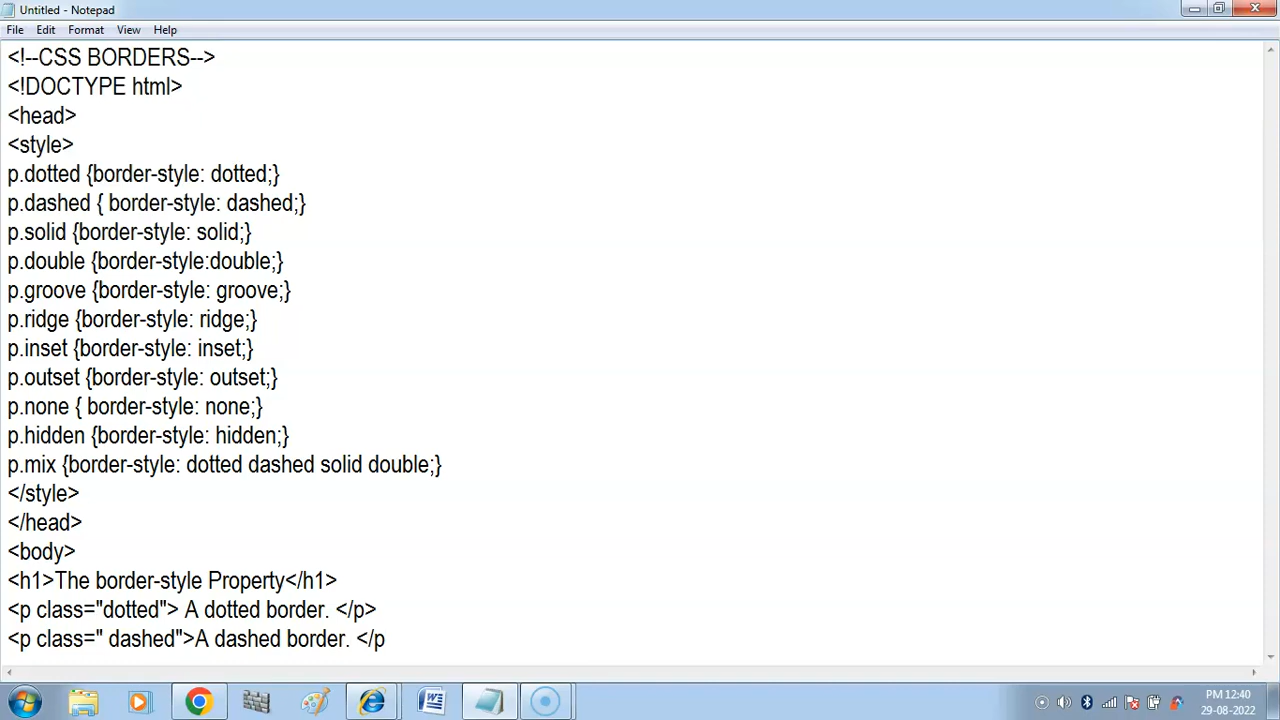 Untitled - Notepad
File Edit Format View Help
<!--CSS BORDERS-->
<!DOCTYPE html>
<head>
<style>
p.dotted {border-style: dotted;}
p.dashed { border-style: dashed;}
p.solid {border-style: solid;}
p.double {border-style:double;}
p.groove {border-style: groove;}
p.ridge {border-style: ridge;}
p.inset {border-style: inset;}
p.outset {border-style: outset;}
p.none { border-style: none;}
p.hidden {border-style: hidden;}
p.mix {border-style: dotted dashed solid double;}
</style>
</head>
<body>
<h1>The border-style Property</h1>
<p class="dotted"> A dotted border. </p>
<p class=" dashed">A dashed border. </p
PM 12:40
29-08-2022